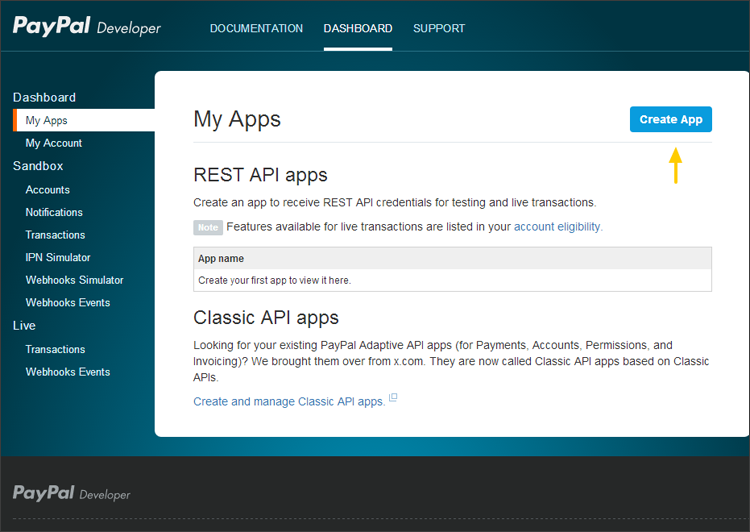 PayPal Developer
DOCUMENTATION DASHBOARD SUPPORT
Dashboard
My Apps
My Account
Sandbox
Accounts
Notifications
Transactions
IPN Simulator
Webhooks Simulator
Webhooks Events
Live
Transactions
Webhooks Events
My Apps
Create App
REST API apps
Create an app to receive REST API credentials for testing and live transactions.
Note Features available for live transactions are listed in your account eligibility.
App name
Create your first app to view it here.
Classic API apps
Looking for your existing PayPal Adaptive API apps (for Payments, Accounts, Permissions, and
Invoicing)? We brought them over from x.com. They are now called Classic API apps based on Classic
APIs.
Create and manage Classic API apps.
PayPal Developer